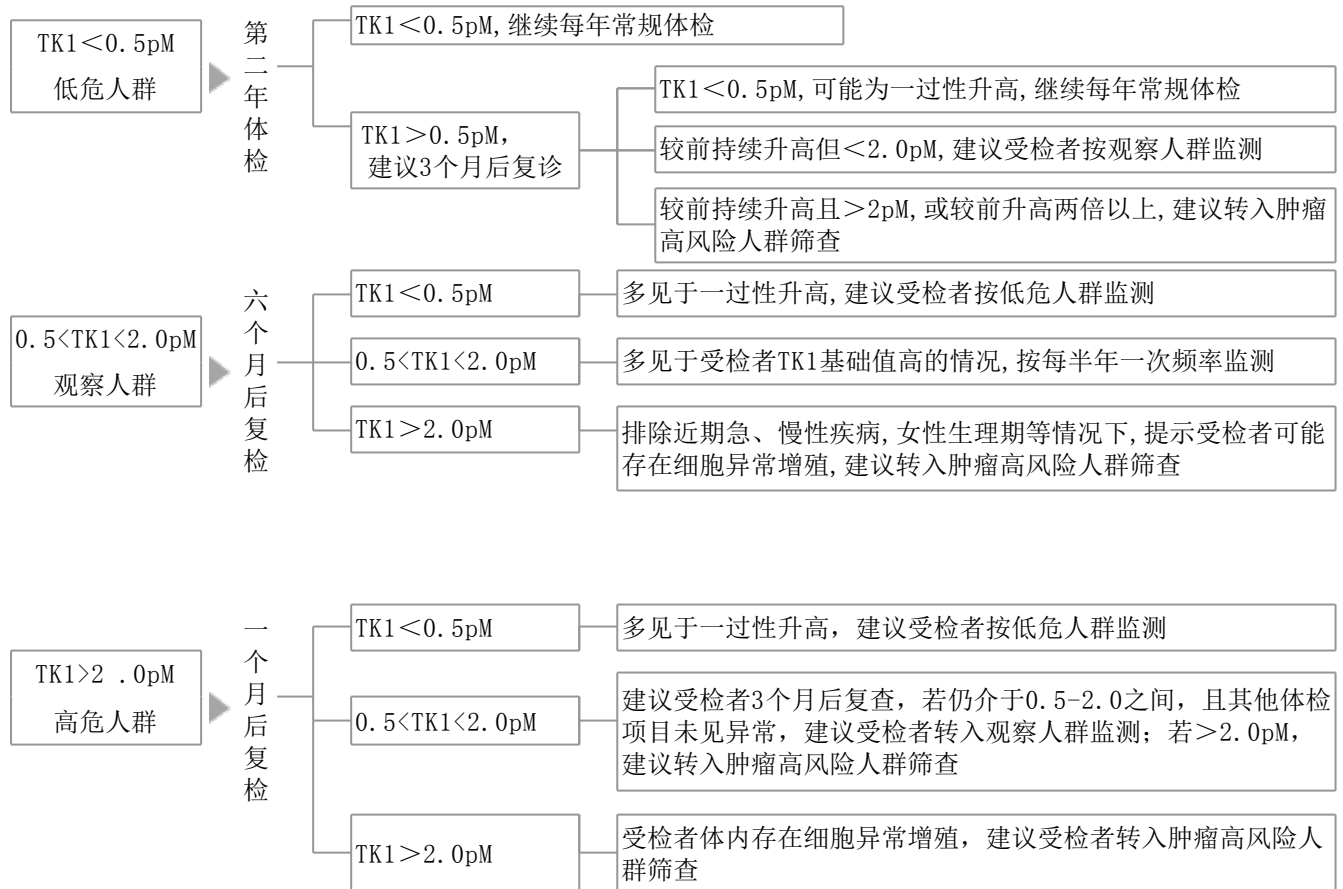 TK1＜0.5pM
低危人群
第二年体检
TK1＜0.5pM,继续每年常规体检
TK1＞0.5pM，
建议3个月后复诊
TK1＜0.5pM,可能为一过性升高,继续每年常规体检
较前持续升高但＜2.0pM,建议受检者按观察人群监测
较前持续升高且＞2pM,或较前升高两倍以上,建议转入肿瘤
高风险人群筛查
0.5<TK1<2.0pM
观察人群
六个月后复检
TK1＜0.5pM
多见于一过性升高,建议受检者按低危人群监测
0.5<TK1<2.0pM
多见于受检者TK1基础值高的情况,按每半年一次频率监测
TK1＞2.0pM
排除近期急、慢性疾病,女性生理期等情况下,提示受检者可能
存在细胞异常增殖,建议转入肿瘤高风险人群筛查
TK1>2 .0pM
高危人群
一个月后复检
TK1＜0.5pM
多见于一过性升高，建议受检者按低危人群监测
0.5<TK1<2.0pM
建议受检者3个月后复查，若仍介于0.5-2.0之间，且其他体检
项目未见异常，建议受检者转入观察人群监测；若＞2.0pM，
建议转入肿瘤高风险人群筛查
TK1＞2.0pM
受检者体内存在细胞异常增殖，建议受检者转入肿瘤高风险人
群筛查